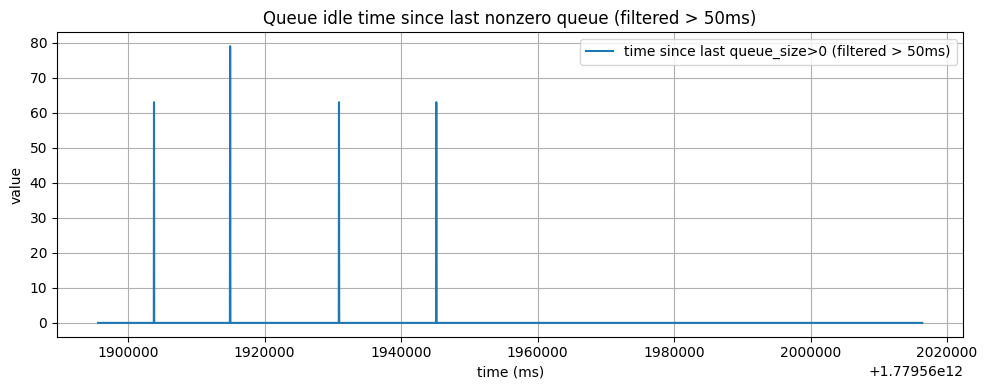 Queue idle time since last nonzero queue (filtered > 50ms)
time since last queue_size>0 (filtered > 50ms)
80
70
60
50
40
30
20
10
0
value
1900000 1920000 1940000 1960000 1980000 2000000 2020000
time (ms)
+1.77956e12